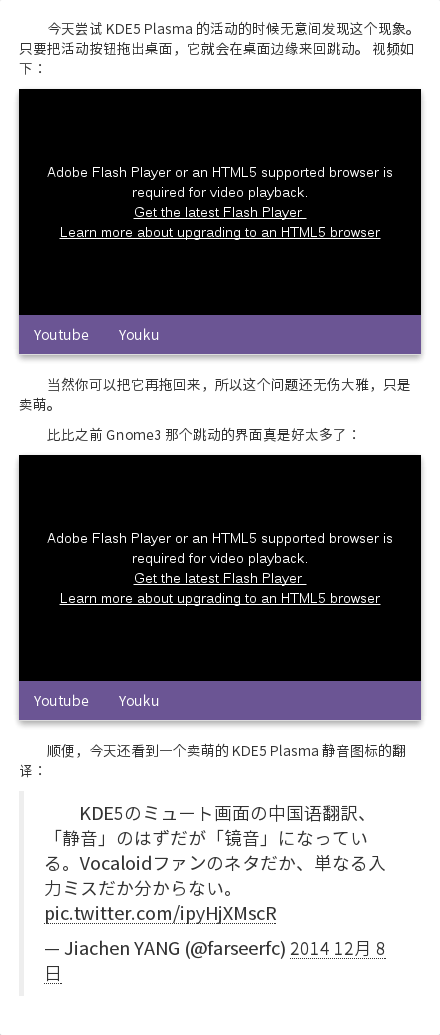 今天尝试 KDE5 Plasma 的活动的时候无意间发现这个现象。
只要把活动按钮拖出桌面，它就会在桌面边缘来回跳动。 视频如
下：
Adobe Flash Player or an HTML5 supported browser is
required for video playback.
Get the latest Flash Player
Learn more about upgrading to an HTML5 browser
Youtube Youku
当然你可以把它再拖回来，所以这个问题还无伤大雅，只是
卖萌。
比比之前 Gnome3 那个跳动的界面真是好太多了：
Adobe Flash Player or an HTML5 supported browser is
required for video playback.
Get the latest Flash Player
Learn more about upgrading to an HTML5 browser
Youtube Youku
顺便，今天还看到一个卖萌的 KDE5 Plasma 静音图标的翻
译：
KDE5のミュート画面の中国语翻訳、
「静音」のはずだが「镜音」になってい
る。Vocaloidファンのネタだか、単なる入
力ミスだか分からない。
pic.twitter.com/ipyHjXMscR
— Jiachen YANG (@farseerfc) 2014 12月 8
日